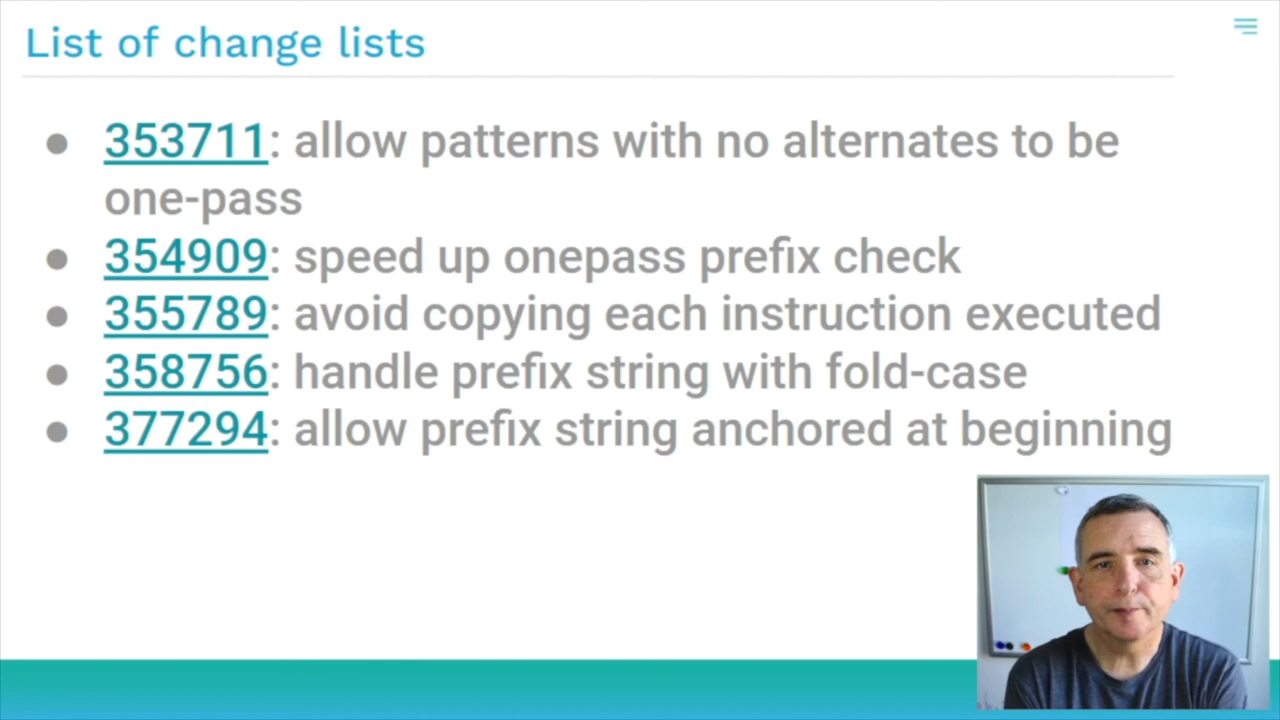 List of change lists
● 353711: allow patterns with no alternates to be
one-pass
● 354909: speed up onepass prefix check
● 355789: avoid copying each instruction executed
● 358756: handle prefix string with fold-case
● 377294: allow prefix string anchored at beginning